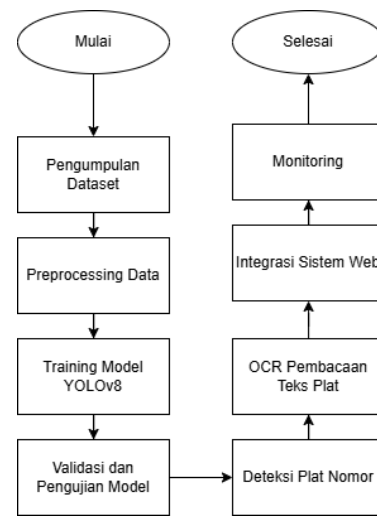 Mulai
Pengumpulan
Dataset
Preprocessing Data
Training Model
YOLOv8
Validasi dan
Pengujian Model
Deteksi Plat Nomor
OCR Pembacaan
Teks Plat
Integrasi Sistem Web
Monitoring
Selesai